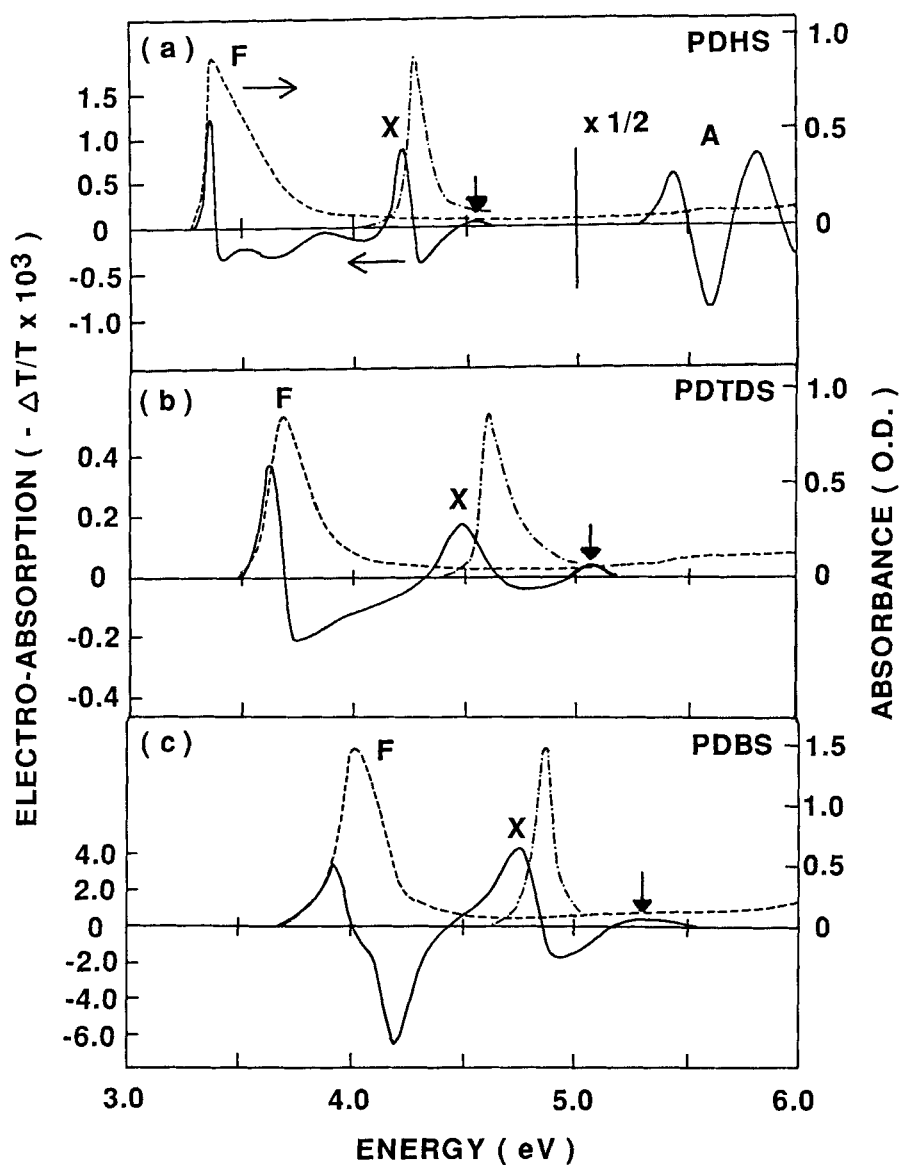 (a) F PDHS 1.0
1.5 X x 1/2 A
1.0 0.5
0.5
0 0
-0.5
-1.0
(b) F PDTDS 1.0
0.4 X 0.5
0.2
0 0
-0.2
-0.4
(c) F PDBS 1.5
1.0
4.0 X 0.5
2.0
0 0
-2.0
-4.0
-6.0
3.0 4.0 5.0 6.0
ENERGY ( eV )
ELECTRO-ABSORPTION ( - ΔT/T x 10³ )
ABSORBANCE ( O.D. )